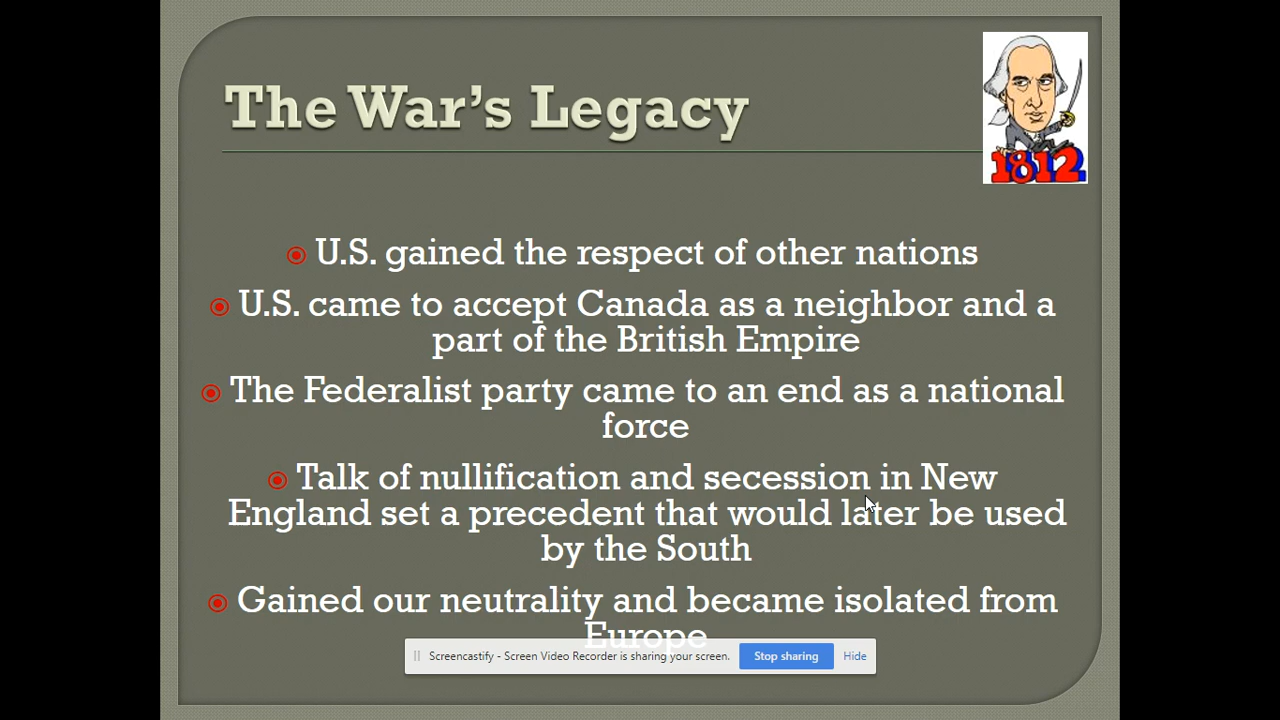 The War's Legacy
1812
U.S. gained the respect of other nations
U.S. came to accept Canada as a neighbor and a
part of the British Empire
The Federalist party came to an end as a national
force
Talk of nullification and secession in New
England set a precedent that would later be used
by the South
Gained our neutrality and became isolated from
Europe
Screencastify - Screen Video Recorder is sharing your screen. Stop sharing Hide